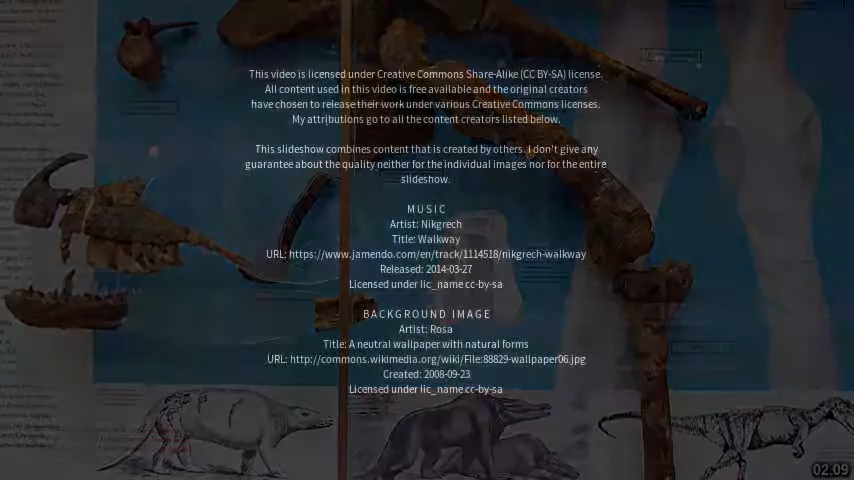 This video is licensed under Creative Commons Share-Alike (CC BY-SA) license.
All content used in this video is free available and the original creators
have chosen to release their work under various Creative Commons licenses.
My attributions go to all the content creators listed below.
This slideshow combines content that is created by others. I don't give any
guarantee about the quality neither for the individual images nor for the entire
slideshow.
MUSIC
Artist: Nikgrech
Title: Walkway
URL: https://www.jamendo.com/en/track/1114518/nikgrech-walkway
Released: 2014-03-27
Licensed under lic_name cc-by-sa
BACKGROUND IMAGE
Artist: Rosa
Title: A neutral wallpaper with natural forms
URL: http://commons.wikimedia.org/wiki/File:88829-wallpaper06.jpg
Created: 2008-09-23
Licensed under lic_name cc-by-sa
02.09